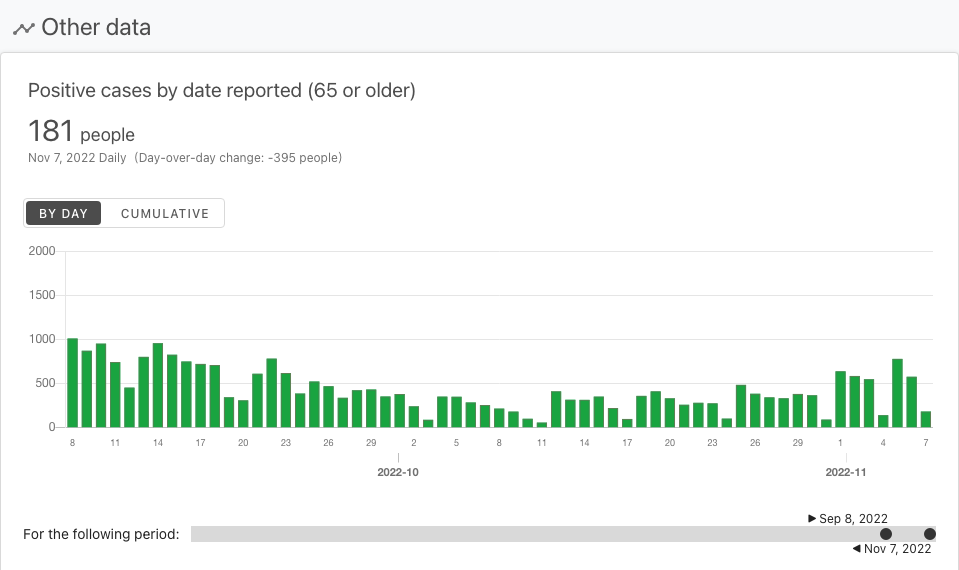 Other data
Positive cases by date reported (65 or older)
181 people
Nov 7, 2022 Daily (Day-over-day change: -395 people)
BY DAY CUMULATIVE
2000
1500
1000
500
0
8 11 14 17 20 23 26 29 2 5 8 11 14 17 20 23 26 29 1 4 7
2022-10 2022-11
Sep 8, 2022
For the following period:
Nov 7, 2022